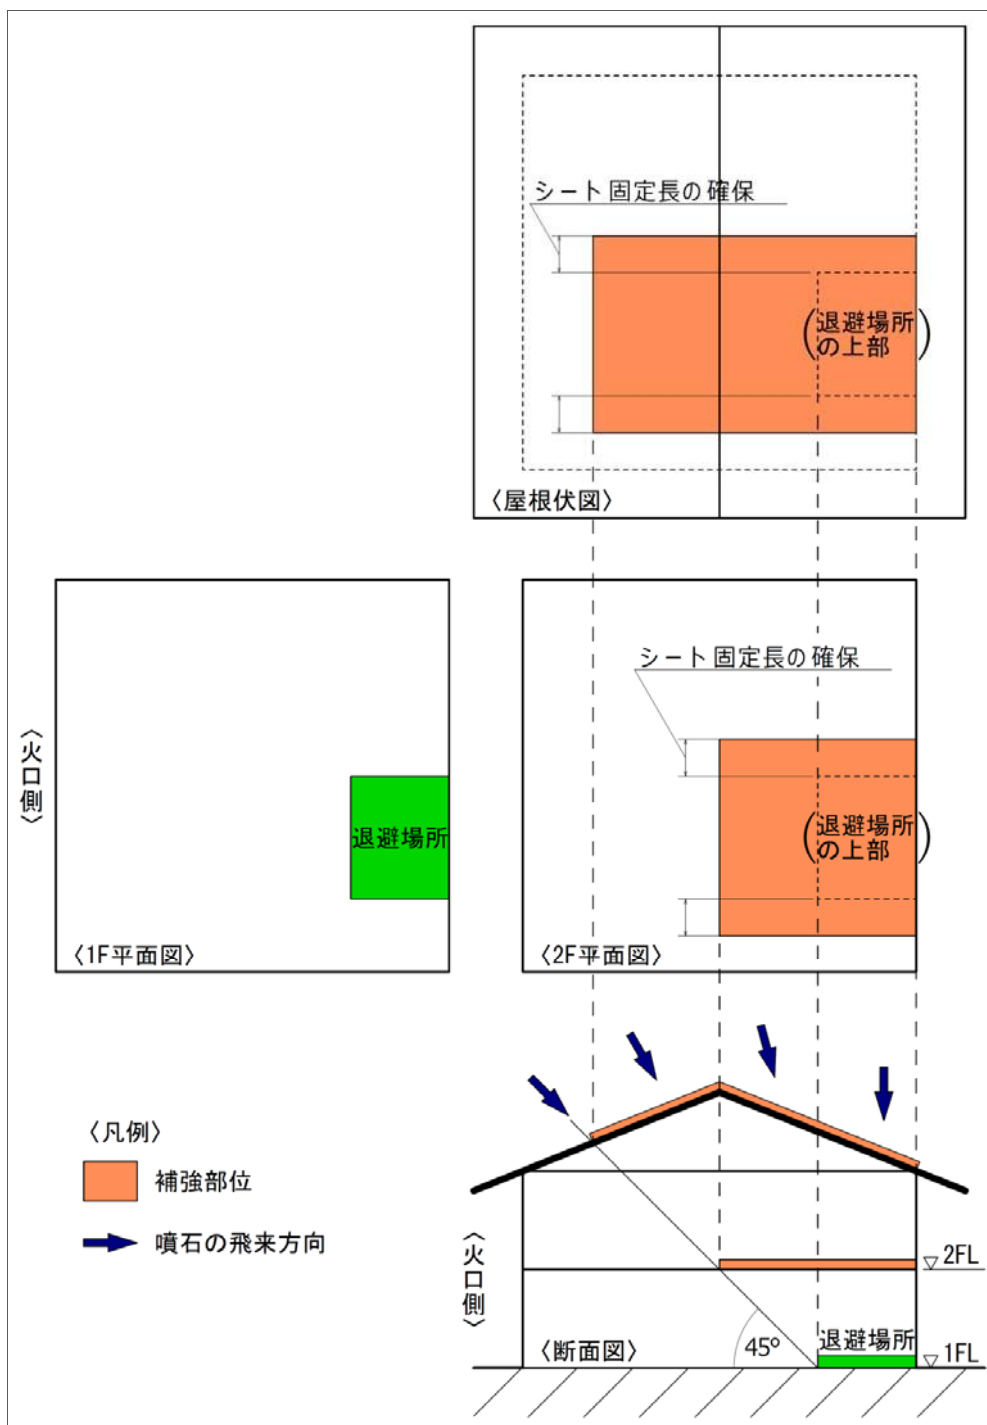 シート固定長の確保
(退避場所
の上部)
〈屋根伏図〉
シート固定長の確保
〈火口側〉
退避場所
(退避場所
の上部)
〈1F平面図〉
〈2F平面図〉
〈凡例〉
補強部位
噴石の飛来方向
〈火口側〉
2FL
退避場所
45°
〈断面図〉
1FL